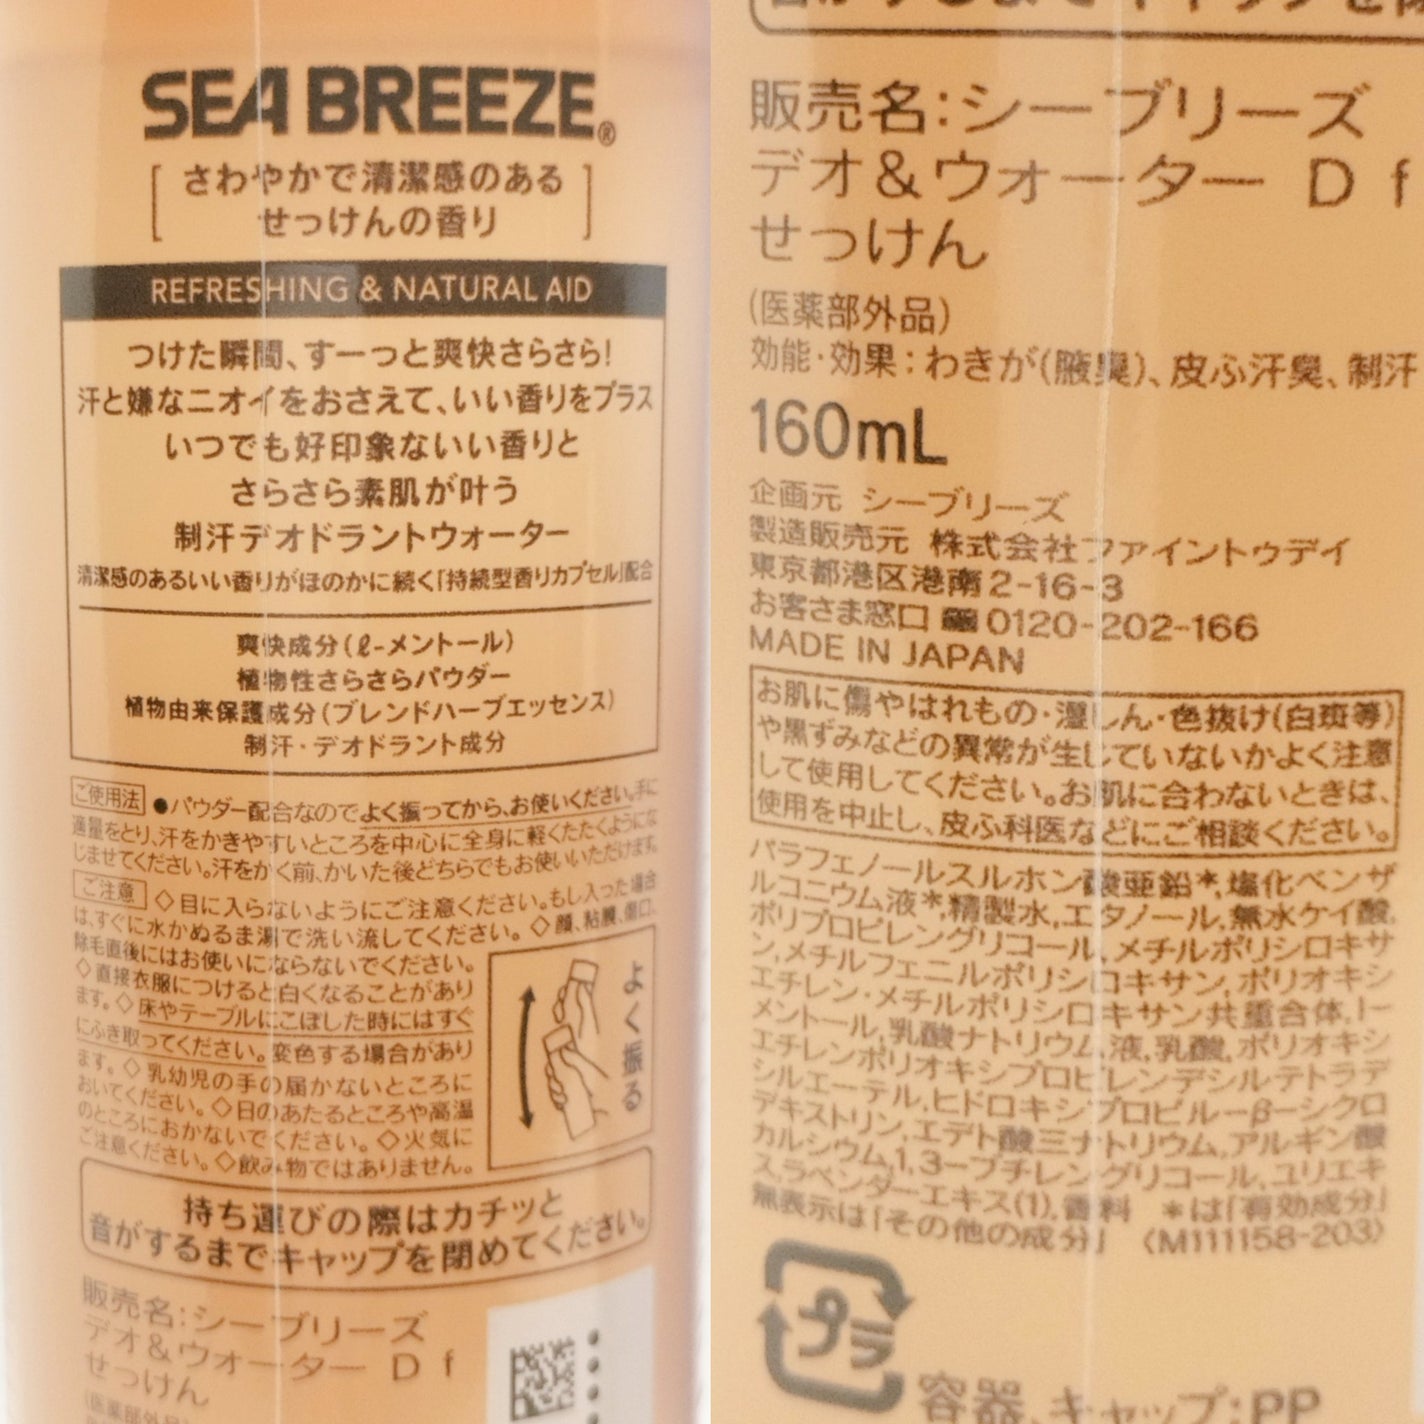 SEA BREEZE®
さわやかで清潔感のある
せっけんの香り
REFRESHING & NATURAL AID
つけた瞬間、すーっと爽快さらさら!
汗と嫌なニオイをおさえて、いい香りをプラス
いつでも好印象ないい香りと
さらさら素肌が叶う
制汗デオドラントウォーター
清潔感のあるいい香りがほのかに続く「持続型香りカプセル」配合
爽快成分(ℓ-メントール)
植物性さらさらパウダー
植物由来保護成分(ブレンドハーブエッセンス)
制汗・デオドラント成分
ご使用法 ●パウダー配合なのでよく振ってから、お使いください。手に
適量をとり、汗をかきやすいところを中心に全身に軽くたたくようにな
じませてください。汗をかく前、かいた後どちらでもお使いいただけます。
ご注意 ◇目に入らないようにご注意ください。もし入った場合
は、すぐに水かぬるま湯で洗い流してください。◇顔、粘膜、傷口、
除毛直後にはお使いにならないでください。
◇直接衣服につけると白くなることがあり
ます。◇床やテーブルにこぼした時にはすぐ
にふき取ってください。変色する場合があり
ます。◇乳幼児の手の届かないところに
おいてください。◇日のあたるところや高温
のところにおかないでください。◇火気に
ご注意ください。◇飲み物ではありません。
よく振る
持ち運びの際はカチッと
音がするまでキャップを閉めてください。
販売名:シーブリーズ
デオ&ウォーター D f
せっけん
(医薬部外品)
販売名:シーブリーズ
デオ&ウォーター D f
せっけん
(医薬部外品)
効能・効果:わきが(腋臭)、皮ふ汗臭、制汗
160mL
企画元 シーブリーズ
製造販売元 株式会社ファイントゥデイ
東京都港区港南2-16-3
お客さま窓口 0120-202-166
MADE IN JAPAN
お肌に傷やはれもの・湿しん・色抜け(白斑等)
や黒ずみなどの異常が生じていないかよく注意
して使用してください。お肌に合わないときは、
使用を中止し、皮ふ科医などにご相談ください。
パラフェノールスルホン酸亜鉛*,塩化ベンザ
ルコニウム液*,精製水,エタノール,無水ケイ酸,
ポリプロピレングリコール,メチルポリシロキサ
ン,メチルフェニルポリシロキサン,ポリオキシ
エチレン・メチルポリシロキサン共重合体,l-
メントール,乳酸ナトリウム液,乳酸,ポリオキシ
エチレンポリオキシプロピレンデシルテトラデ
シルエーテル,ヒドロキシプロピル-β-シクロ
デキストリン,エデト酸三ナトリウム,アルギン酸
カルシウム,1,3-ブチレングリコール,ユリエキ
ス,ラベンダーエキス(1),香料 *は「有効成分」
無表示は「その他の成分」 (M111158-203)
プラ
容器、キャップ:PP